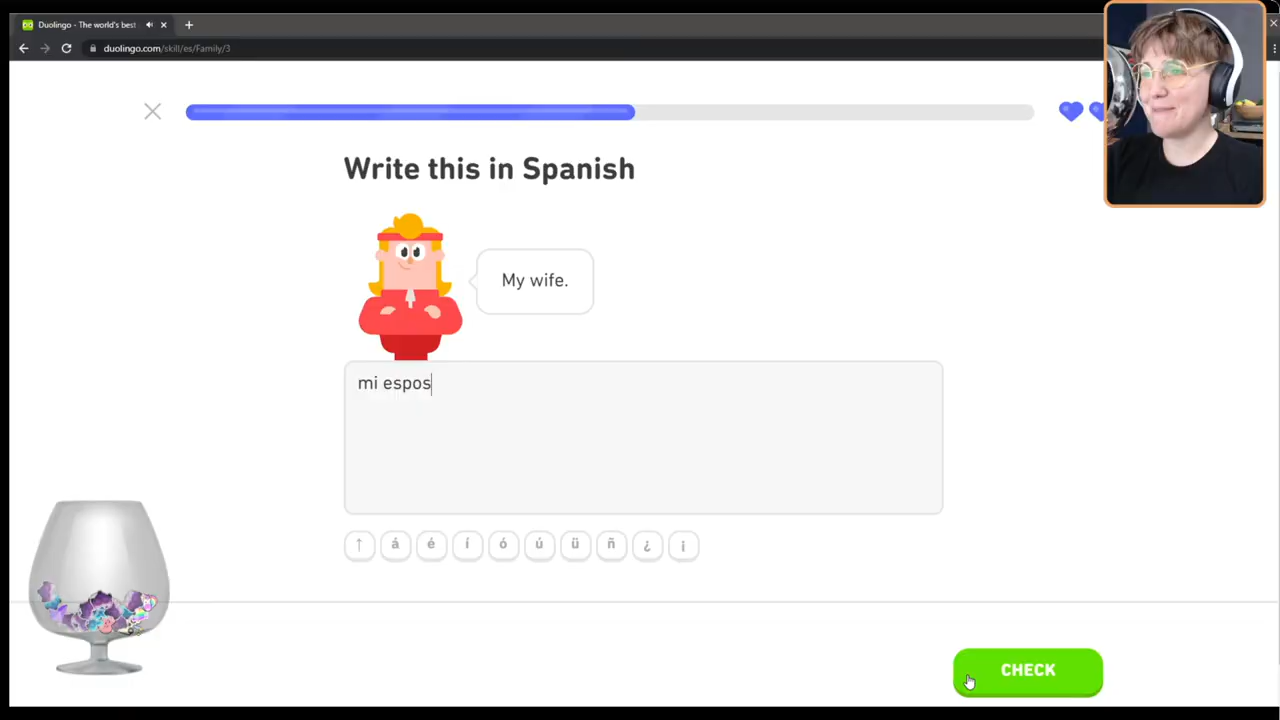 Duolingo - The world's best
duolingo.com/skill/es/Family/3
Write this in Spanish
My wife.
mi espos
↑ á é í ó ú ü ñ ¿ ¡
CHECK